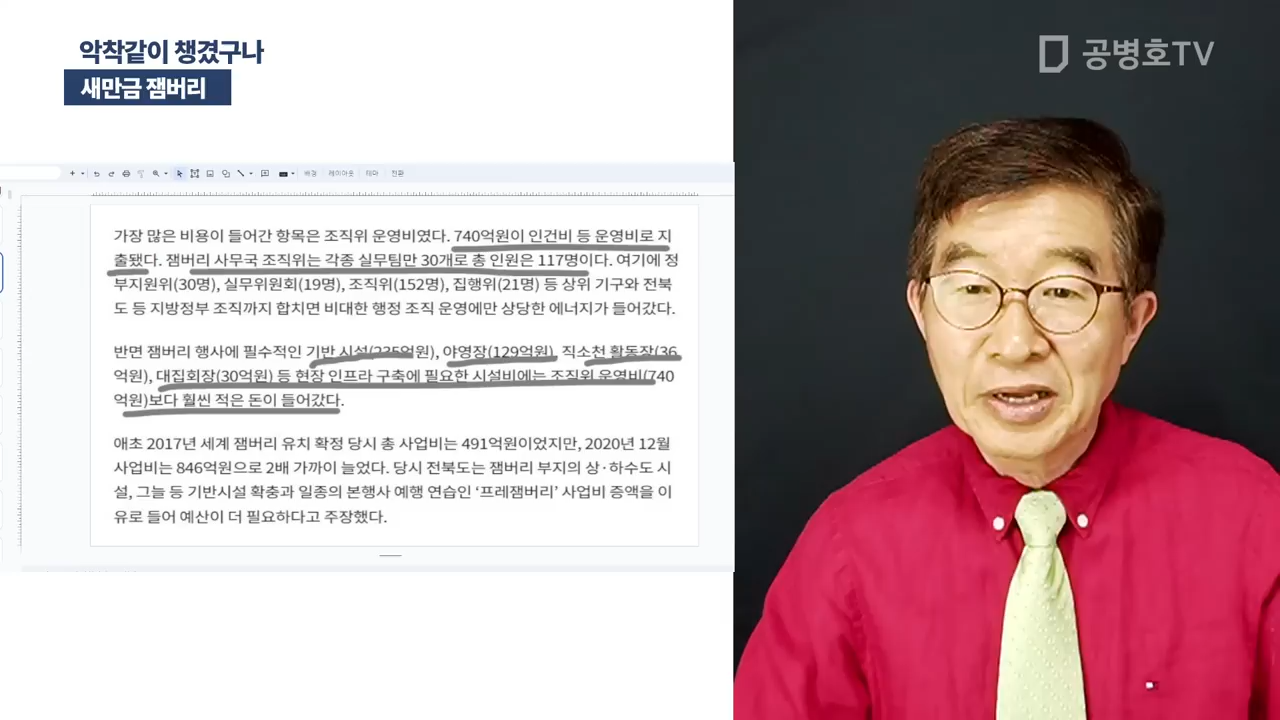 악착같이 챙겼구나
새만금 잼버리
공병호TV
배경 레이아웃 테마 전환
가장 많은 비용이 들어간 항목은 조직위 운영비였다. 740억원이 인건비 등 운영비로 지
출됐다. 잼버리 사무국 조직위는 각종 실무팀만 30개로 총 인원은 117명이다. 여기에 정
부지원위(30명), 실무위원회(19명), 조직위(152명), 집행위(21명) 등 상위 기구와 전북
도 등 지방정부 조직까지 합치면 비대한 행정 조직 운영에만 상당한 에너지가 들어갔다.
반면 잼버리 행사에 필수적인 기반 시설(235억원), 야영장(129억원), 직소천 활동장(36
억원), 대집회장(30억원) 등 현장 인프라 구축에 필요한 시설비에는 조직위 운영비(740
억원)보다 훨씬 적은 돈이 들어갔다.
애초 2017년 세계 잼버리 유치 확정 당시 총 사업비는 491억원이었지만, 2020년 12월
사업비는 846억원으로 2배 가까이 늘었다. 당시 전북도는 잼버리 부지의 상·하수도 시
설, 그늘 등 기반시설 확충과 일종의 본행사 예행 연습인 ‘프레잼버리’ 사업비 증액을 이
유로 들어 예산이 더 필요하다고 주장했다.